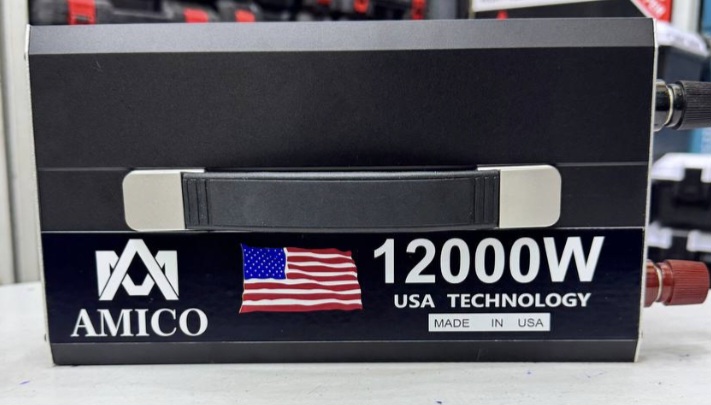 AMICO
12000W
USA TECHNOLOGY
MADE IN USA